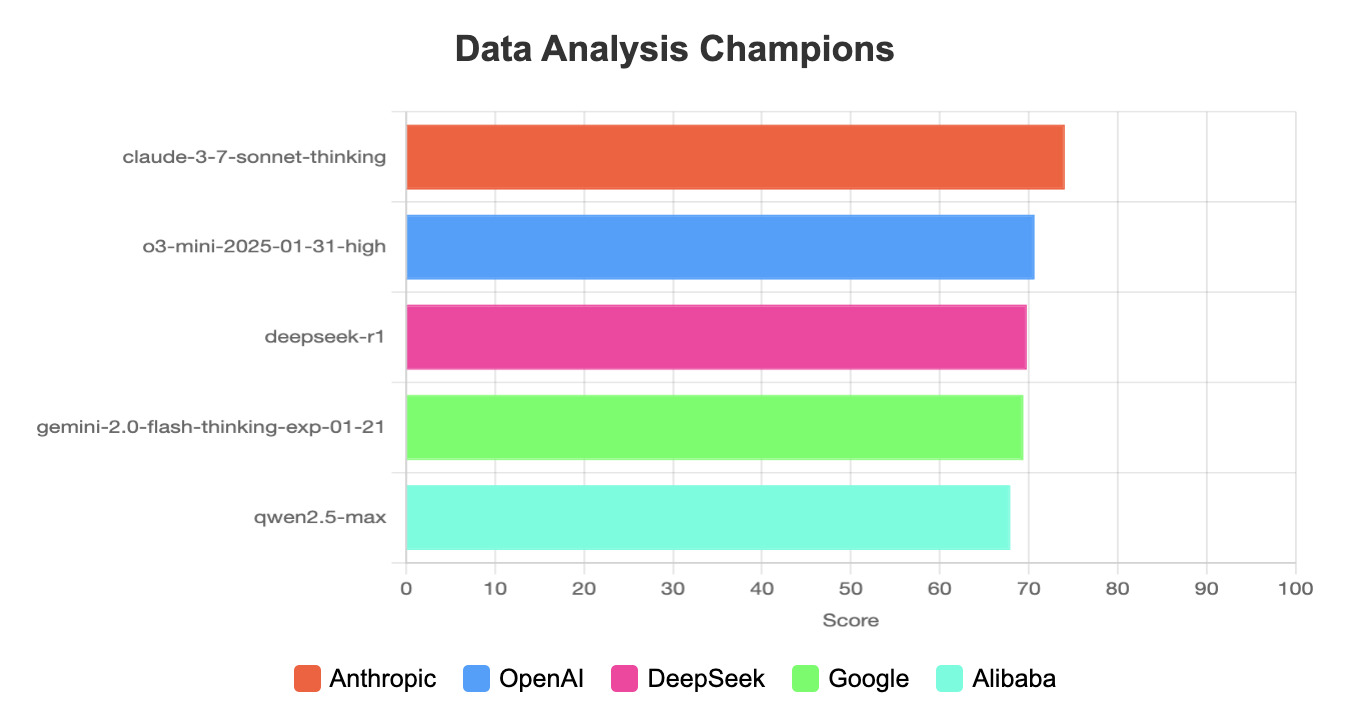 Data Analysis Champions
claude-3-7-sonnet-thinking
o3-mini-2025-01-31-high
deepseek-r1
gemini-2.0-flash-thinking-exp-01-21
qwen2.5-max
0 10 20 30 40 50 60 70 80 90 100
Score
Anthropic OpenAI DeepSeek Google Alibaba